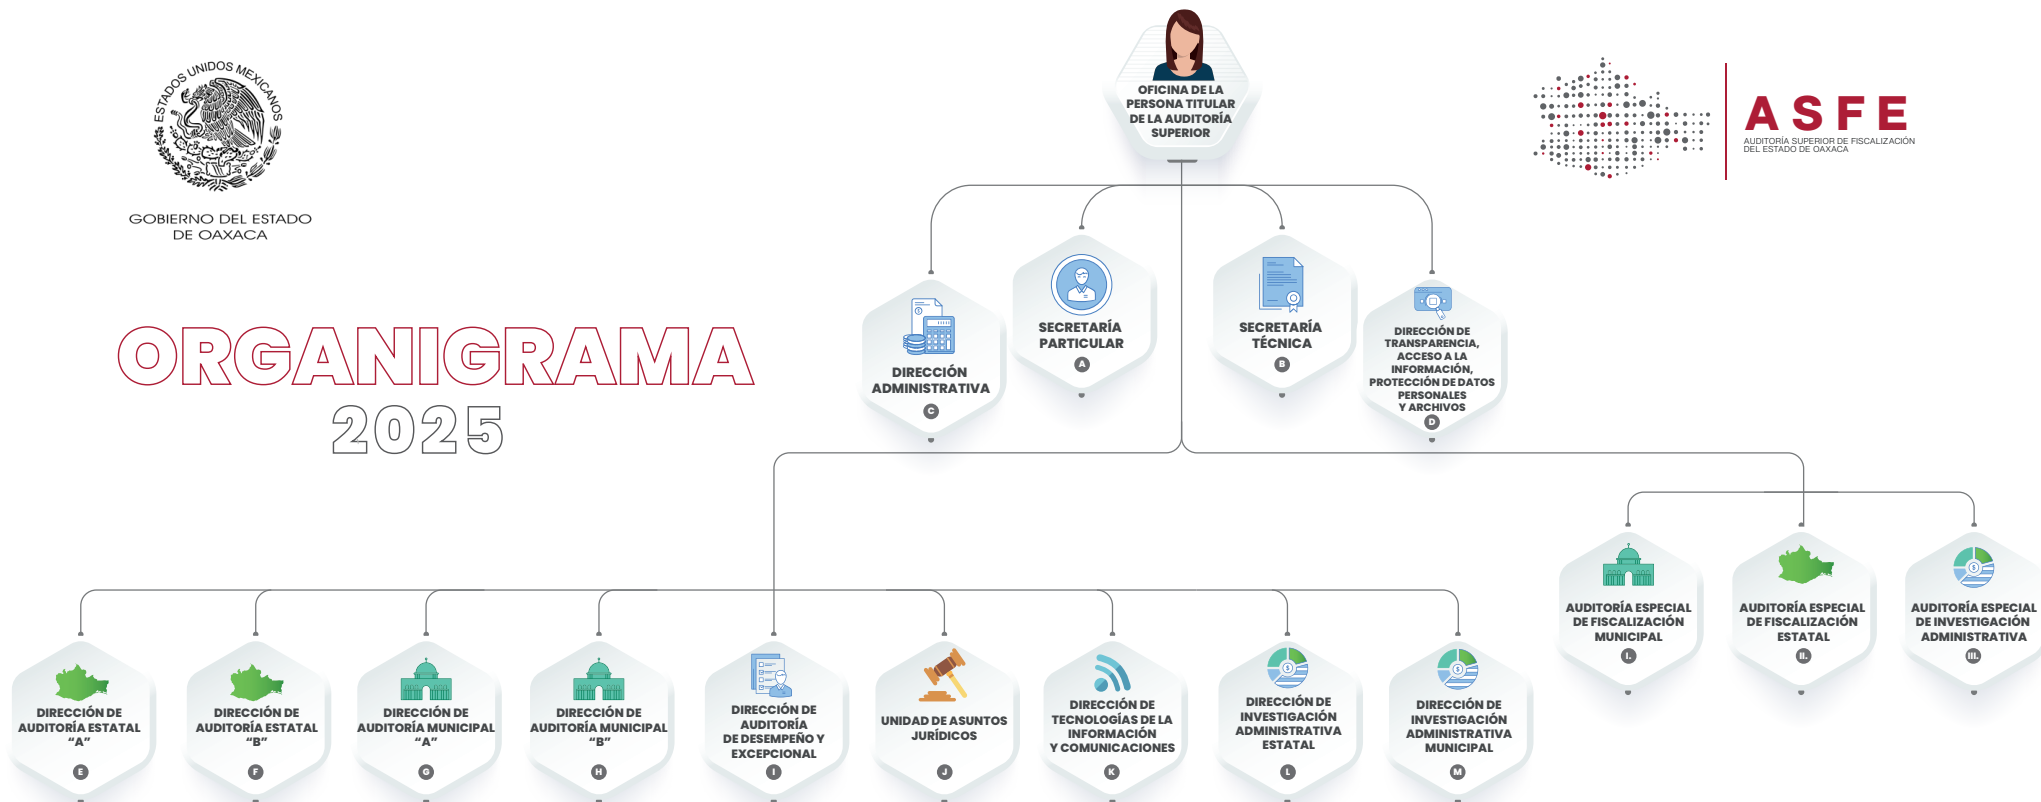 OFICINA DE LA
PERSONA TITULAR
DE LA AUDITORÍA
SUPERIOR
ESTADOS UNIDOS MEXICANOS
GOBIERNO DEL ESTADO
DE OAXACA
ASFE
AUDITORÍA SUPERIOR DE FISCALIZACIÓN
DEL ESTADO DE OAXACA
ORGANIGRAMA
2025
DIRECCIÓN
ADMINISTRATIVA
C
SECRETARÍA
PARTICULAR
A
SECRETARÍA
TÉCNICA
B
DIRECCIÓN DE
TRANSPARENCIA,
ACCESO A LA
INFORMACIÓN,
PROTECCIÓN DE DATOS
PERSONALES
Y ARCHIVOS
D
AUDITORÍA ESPECIAL
DE FISCALIZACIÓN
MUNICIPAL
I.
AUDITORÍA ESPECIAL
DE FISCALIZACIÓN
ESTATAL
II.
AUDITORÍA ESPECIAL
DE INVESTIGACIÓN
ADMINISTRATIVA
III.
DIRECCIÓN DE
AUDITORÍA ESTATAL
“A”
E
DIRECCIÓN DE
AUDITORÍA ESTATAL
“B”
F
DIRECCIÓN DE
AUDITORÍA MUNICIPAL
“A”
G
DIRECCIÓN DE
AUDITORÍA MUNICIPAL
“B”
H
DIRECCIÓN DE
AUDITORÍA
DE DESEMPEÑO Y
EXCEPCIONAL
I
UNIDAD DE ASUNTOS
JURÍDICOS
J
DIRECCIÓN DE
TECNOLOGÍAS DE LA
INFORMACIÓN
Y COMUNICACIONES
K
DIRECCIÓN DE
INVESTIGACIÓN
ADMINISTRATIVA
ESTATAL
L
DIRECCIÓN DE
INVESTIGACIÓN
ADMINISTRATIVA
MUNICIPAL
M